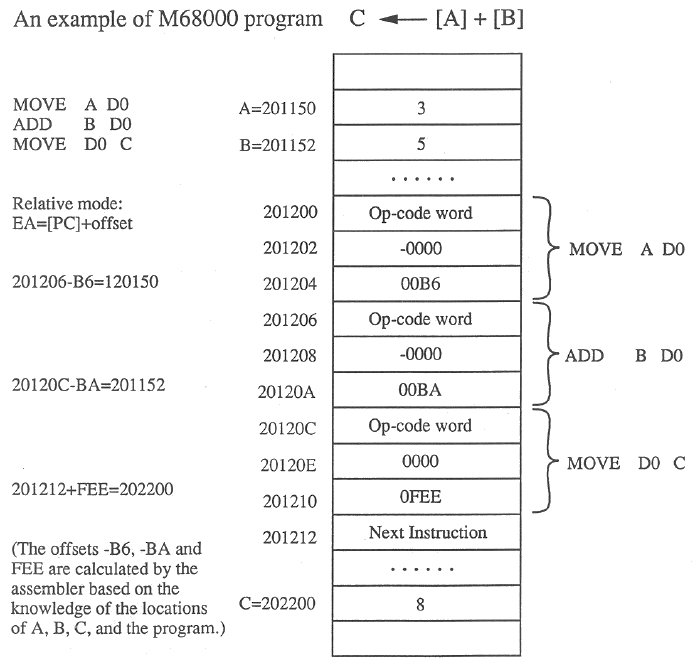 An example of M68000 program C ← [A] + [B]
MOVE A D0
ADD B D0
MOVE D0 C
A=201150 3
B=201152 5
......
Relative mode:
EA=[PC]+offset
201200 Op-code word
201202 -0000
201206-B6=120150
201204 00B6
MOVE A D0
201206 Op-code word
201208 -0000
20120C-BA=201152
20120A 00BA
ADD B D0
20120C Op-code word
20120E 0000
201212+FEE=202200
201210 0FEE
MOVE D0 C
201212 Next Instruction
......
(The offsets -B6, -BA and
FEE are calculated by the
assembler based on the
knowledge of the locations
of A, B, C, and the program.)
C=202200 8